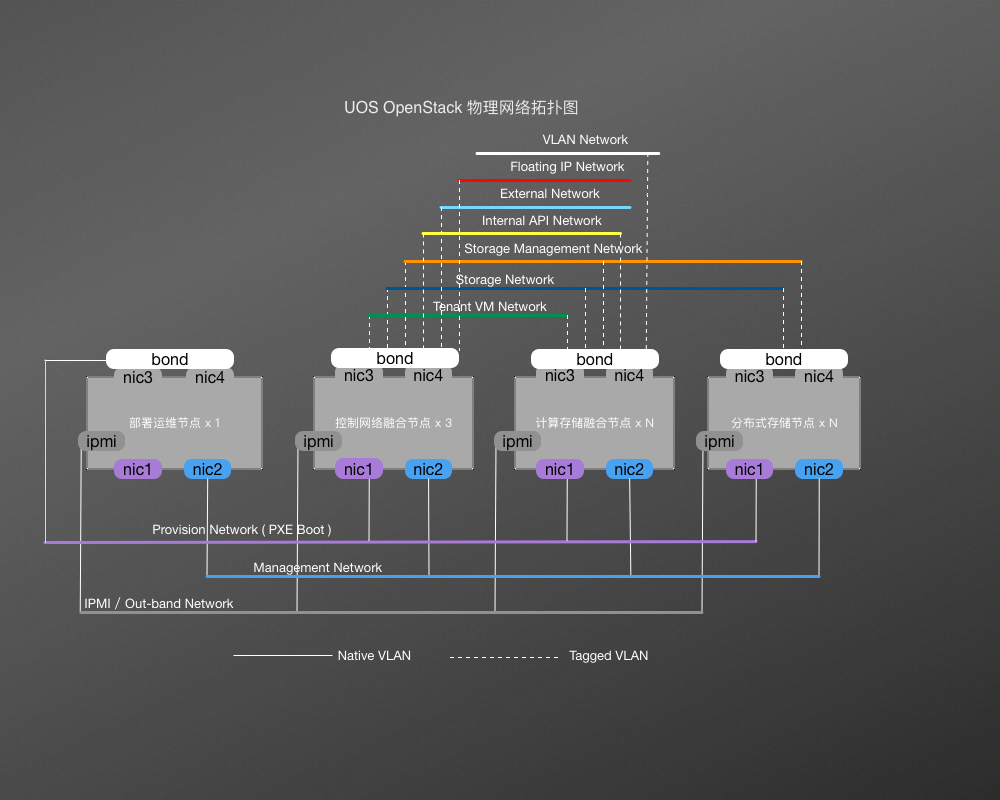 UOS OpenStack 物理网络拓扑图
VLAN Network
Floating IP Network
External Network
Internal API Network
Storage Management Network
Storage Network
Tenant VM Network
bond
bond
bond
bond
nic3
nic4
nic3
nic4
nic3
nic4
nic3
nic4
部署运维节点 x 1
控制网络融合节点 x 3
计算存储融合节点 x N
分布式存储节点 x N
ipmi
ipmi
ipmi
ipmi
nic1
nic2
nic1
nic2
nic1
nic2
nic1
nic2
Provision Network ( PXE Boot )
Management Network
IPMI / Out-band Network
Native VLAN
Tagged VLAN